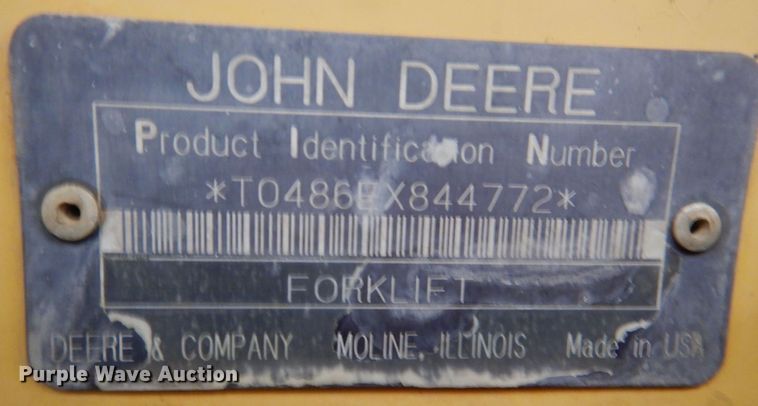 JOHN DEERE
Product Identification Number
*T0486EX844772*
FORKLIFT
DEERE & COMPANY MOLINE, ILLINOIS Made in USA
Purple Wave Auction